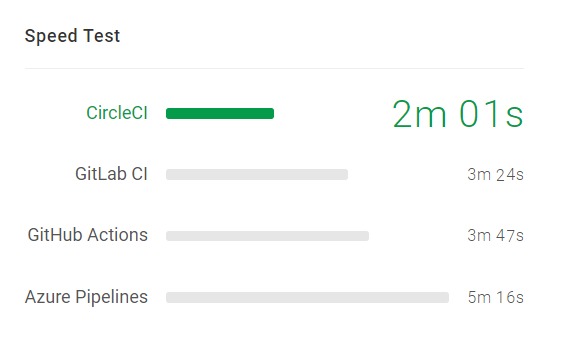 Speed Test
CircleCI 2m 01s
GitLab CI 3m 24s
GitHub Actions 3m 47s
Azure Pipelines 5m 16s